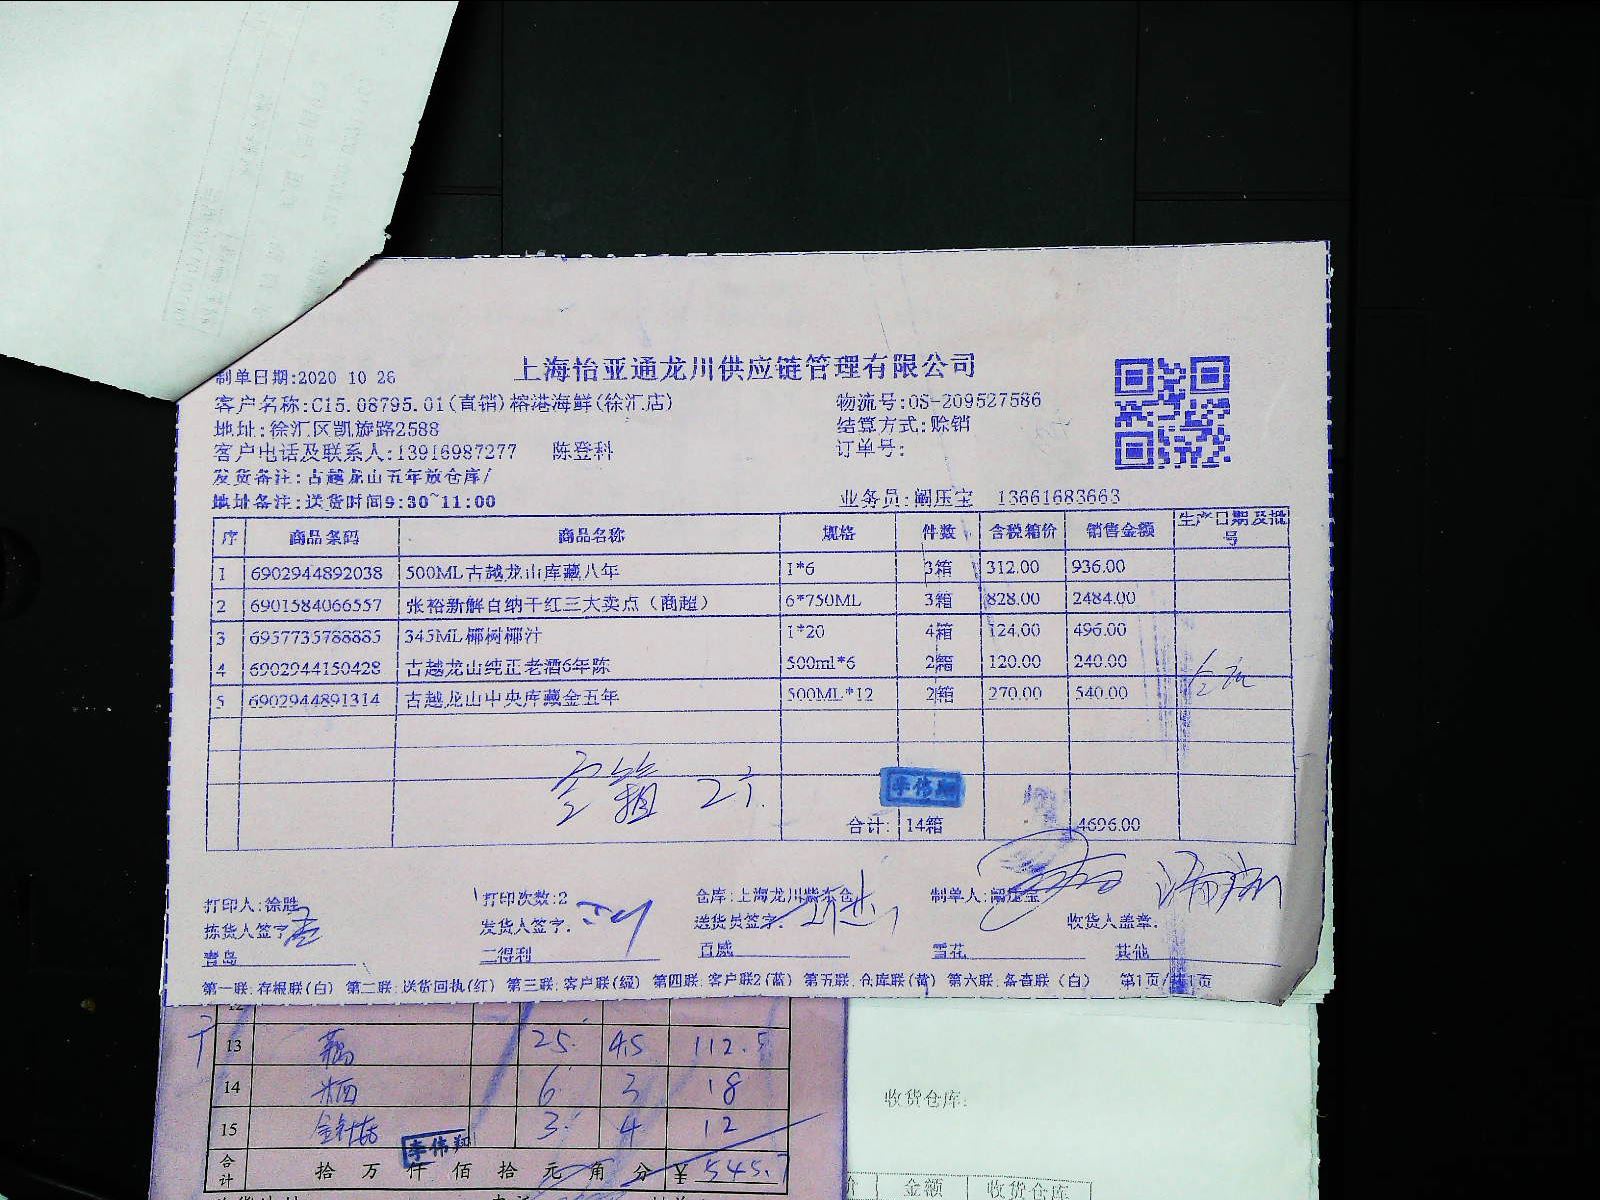 上海怡亚通龙川供应链管理有限公司
制单日期:2020 10 26
客户名称:C15.08795.01(直销)榕港海鲜(徐汇店) 物流号:OS-209527586
地址:徐汇区凯旋路2588 结算方式:赊销
客户电话及联系人:13916987277 陈登科 订单号:
发货备注:古越龙山五年放仓库/
地址备注:送货时间9:30~11:00 业务员:阚压宝 13661683663
序 商品条码 商品名称 规格 件数 含税箱价 销售金额 生产日期及批号
1 6902944892038 500ML古越龙山库藏八年 1*6 3箱 312.00 936.00
2 6901584066557 张裕新解百纳干红三大卖点（商超） 6*750ML 3箱 828.00 2484.00
3 6957735788885 345ML椰树椰汁 1*20 4箱 124.00 496.00
4 6902944150428 古越龙山纯正老酒6年陈 500ml*6 2箱 120.00 240.00
5 6902944891314 古越龙山中央库藏金五年 500ML*12 2箱 270.00 540.00
空箱 2个.
李伟翔
合计: 14箱 4696.00
打印人:徐胜 打印次数:2 仓库:上海龙川紫东仓 制单人:阚压宝
拣货人签字 发货人签字. 送货员签字. 收货人盖章.
青岛 三得利 百威 雪花 其他
第一联:存根联(白) 第二联:送货回执(红) 第三联:客户联(绿) 第四联:客户联2(蓝) 第五联:仓库联(黄) 第六联:备查联(白) 第1页/共1页
12
13 25 4.5 112.5
14 6 3 18
15 3 4 12
李伟翔
合计 拾 万 仟 佰 拾 元 角 分 ¥ 545.
收货仓库:
价 金额 收货仓库